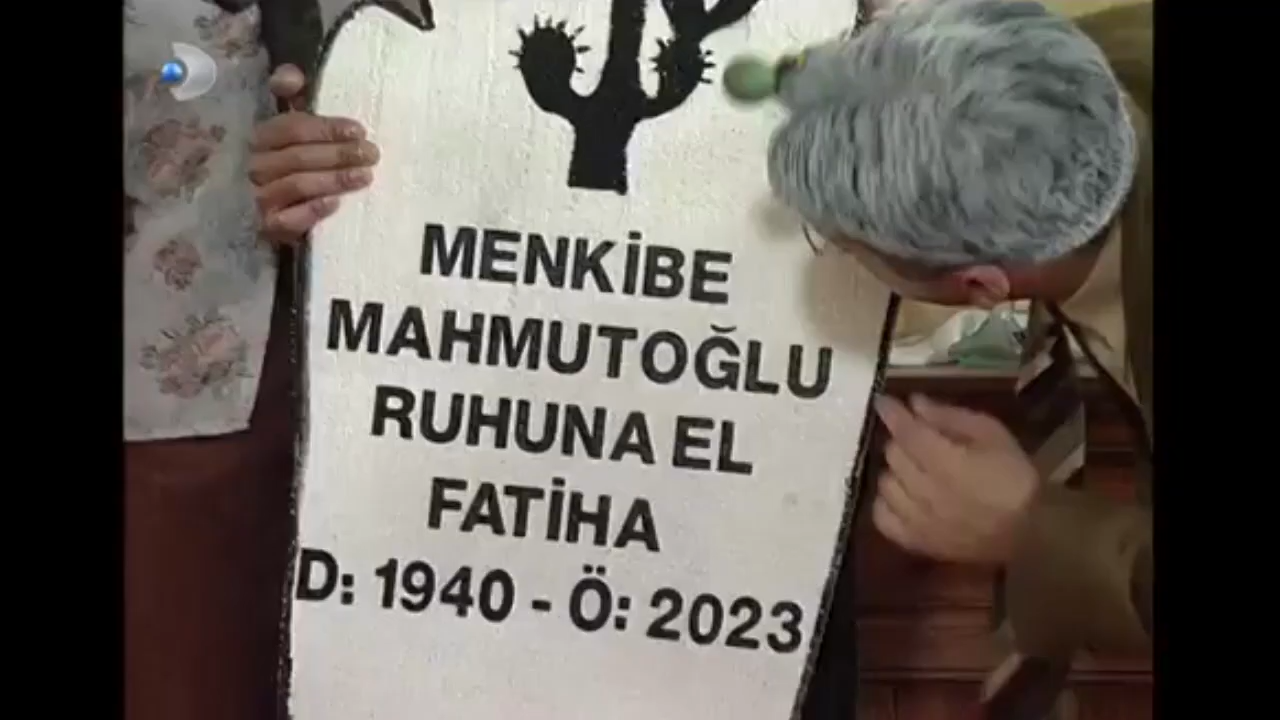 MENKİBE
MAHMUTOĞLU
RUHUNA EL
FATİHA
D: 1940 - Ö: 2023